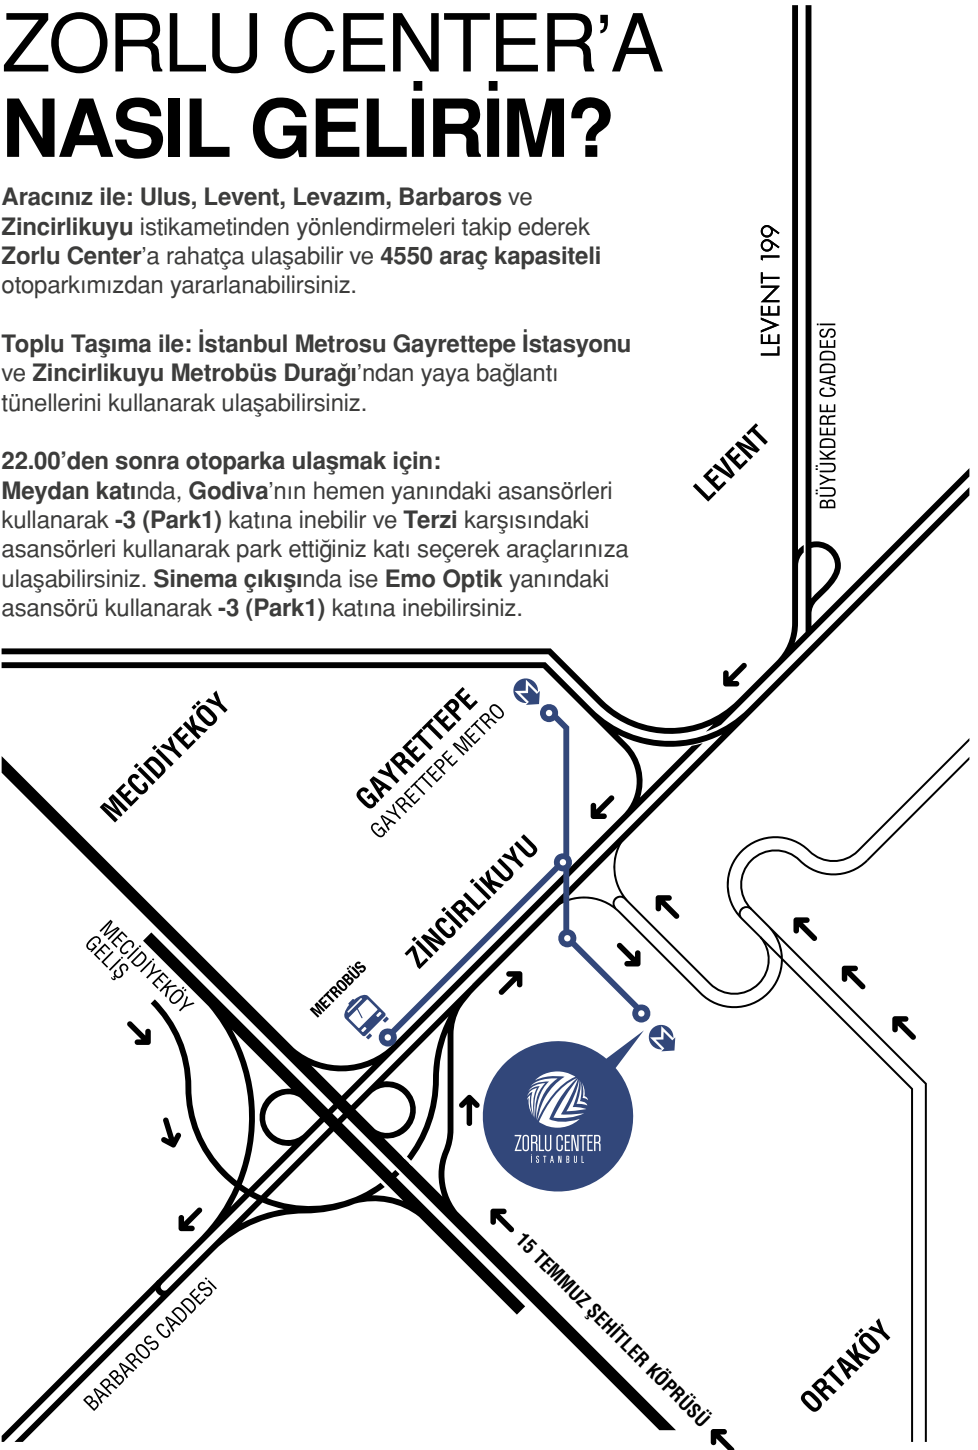 ZORLU CENTER’A
NASIL GELİRİM?
Aracınız ile: Ulus, Levent, Levazım, Barbaros ve
Zincirlikuyu istikametinden yönlendirmeleri takip ederek
Zorlu Center’a rahatça ulaşabilir ve 4550 araç kapasiteli
otoparkımızdan yararlanabilirsiniz.
Toplu Taşıma ile: İstanbul Metrosu Gayrettepe İstasyonu
ve Zincirlikuyu Metrobüs Durağı’ndan yaya bağlantı
tünellerini kullanarak ulaşabilirsiniz.
22.00’den sonra otoparka ulaşmak için:
Meydan katında, Godiva’nın hemen yanındaki asansörleri
kullanarak -3 (Park1) katına inebilir ve Terzi karşısındaki
asansörleri kullanarak park ettiğiniz katı seçerek araçlarınıza
ulaşabilirsiniz. Sinema çıkışında ise Emo Optik yanındaki
asansörü kullanarak -3 (Park1) katına inebilirsiniz.
LEVENT 199
BÜYÜKDERE CADDESİ
LEVENT
MECİDİYEKÖY
GAYRETTEPE
GAYRETTEPE METRO
M
ZİNCİRLİKUYU
MECİDİYEKÖY
GELİŞ
METROBÜS
M
ZORLU CENTER
İSTANBUL
15 TEMMUZ ŞEHİTLER KÖPRÜSÜ
BARBAROS CADDESİ
ORTAKÖY